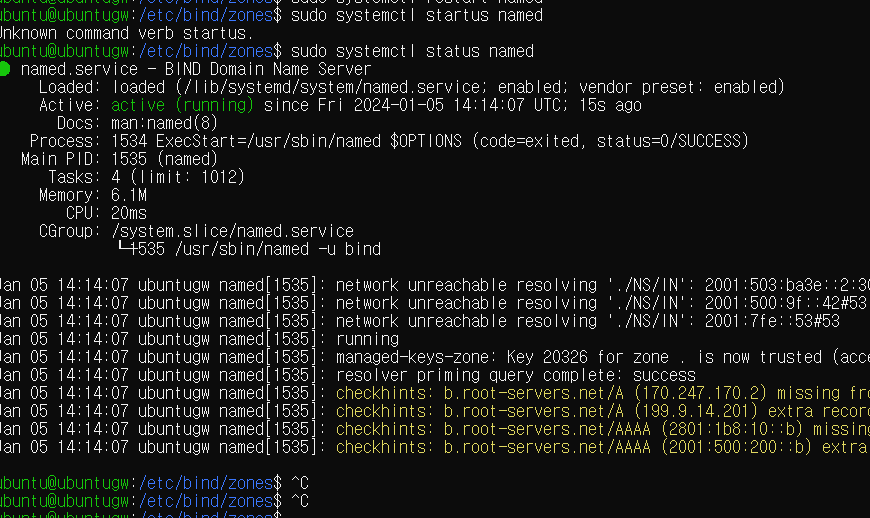 ubuntu@ubuntugw:/etc/bind/zones$ sudo systemctl restart named
ubuntu@ubuntugw:/etc/bind/zones$ sudo systemctl startus named
Unknown command verb startus.
ubuntu@ubuntugw:/etc/bind/zones$ sudo systemctl status named
● named.service - BIND Domain Name Server
Loaded: loaded (/lib/systemd/system/named.service; enabled; vendor preset: enabled)
Active: active (running) since Fri 2024-01-05 14:14:07 UTC; 15s ago
Docs: man:named(8)
Process: 1534 ExecStart=/usr/sbin/named $OPTIONS (code=exited, status=0/SUCCESS)
Main PID: 1535 (named)
Tasks: 4 (limit: 1012)
Memory: 6.1M
CPU: 20ms
CGroup: /system.slice/named.service
└─1535 /usr/sbin/named -u bind
Jan 05 14:14:07 ubuntugw named[1535]: network unreachable resolving './NS/IN': 2001:503:ba3e::2:30
Jan 05 14:14:07 ubuntugw named[1535]: network unreachable resolving './NS/IN': 2001:500:9f::42#53
Jan 05 14:14:07 ubuntugw named[1535]: network unreachable resolving './NS/IN': 2001:7fe::53#53
Jan 05 14:14:07 ubuntugw named[1535]: running
Jan 05 14:14:07 ubuntugw named[1535]: managed-keys-zone: Key 20326 for zone . is now trusted (acce
Jan 05 14:14:07 ubuntugw named[1535]: resolver priming query complete: success
Jan 05 14:14:07 ubuntugw named[1535]: checkhints: b.root-servers.net/A (170.247.170.2) missing fro
Jan 05 14:14:07 ubuntugw named[1535]: checkhints: b.root-servers.net/A (199.9.14.201) extra recor
Jan 05 14:14:07 ubuntugw named[1535]: checkhints: b.root-servers.net/AAAA (2801:1b8:10::b) missing
Jan 05 14:14:07 ubuntugw named[1535]: checkhints: b.root-servers.net/AAAA (2001:500:200::b) extra
ubuntu@ubuntugw:/etc/bind/zones$ ^C
ubuntu@ubuntugw:/etc/bind/zones$ ^C
ubuntu@ubuntugw:/etc/bind/zones$